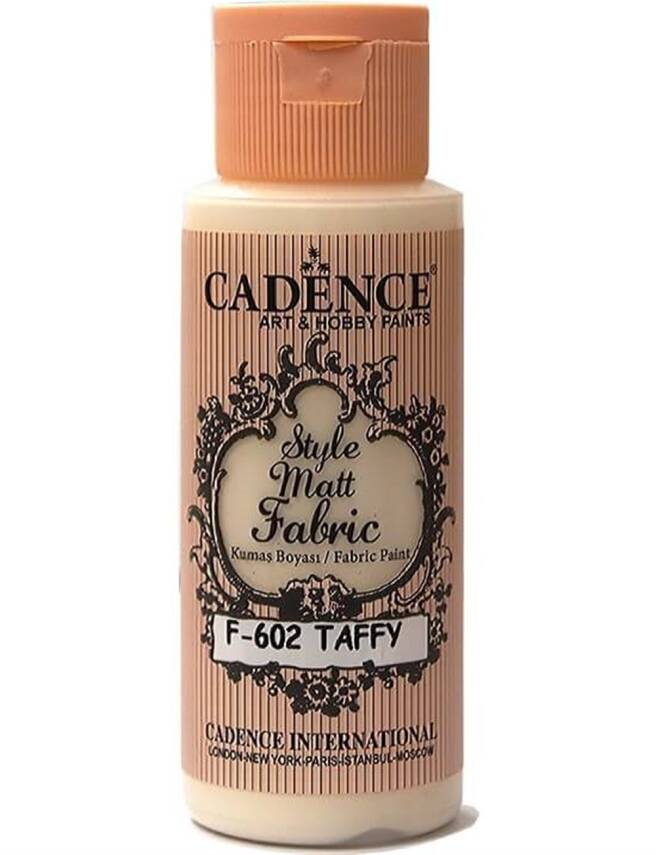 CADENCE®
ART & HOBBY PAINTS
Style
Matt
Fabric
Kumaş Boyası / Fabric Paint
F-602 TAFFY
CADENCE INTERNATIONAL
LONDON-NEW YORK-PARIS-İSTANBUL-MOSCOW